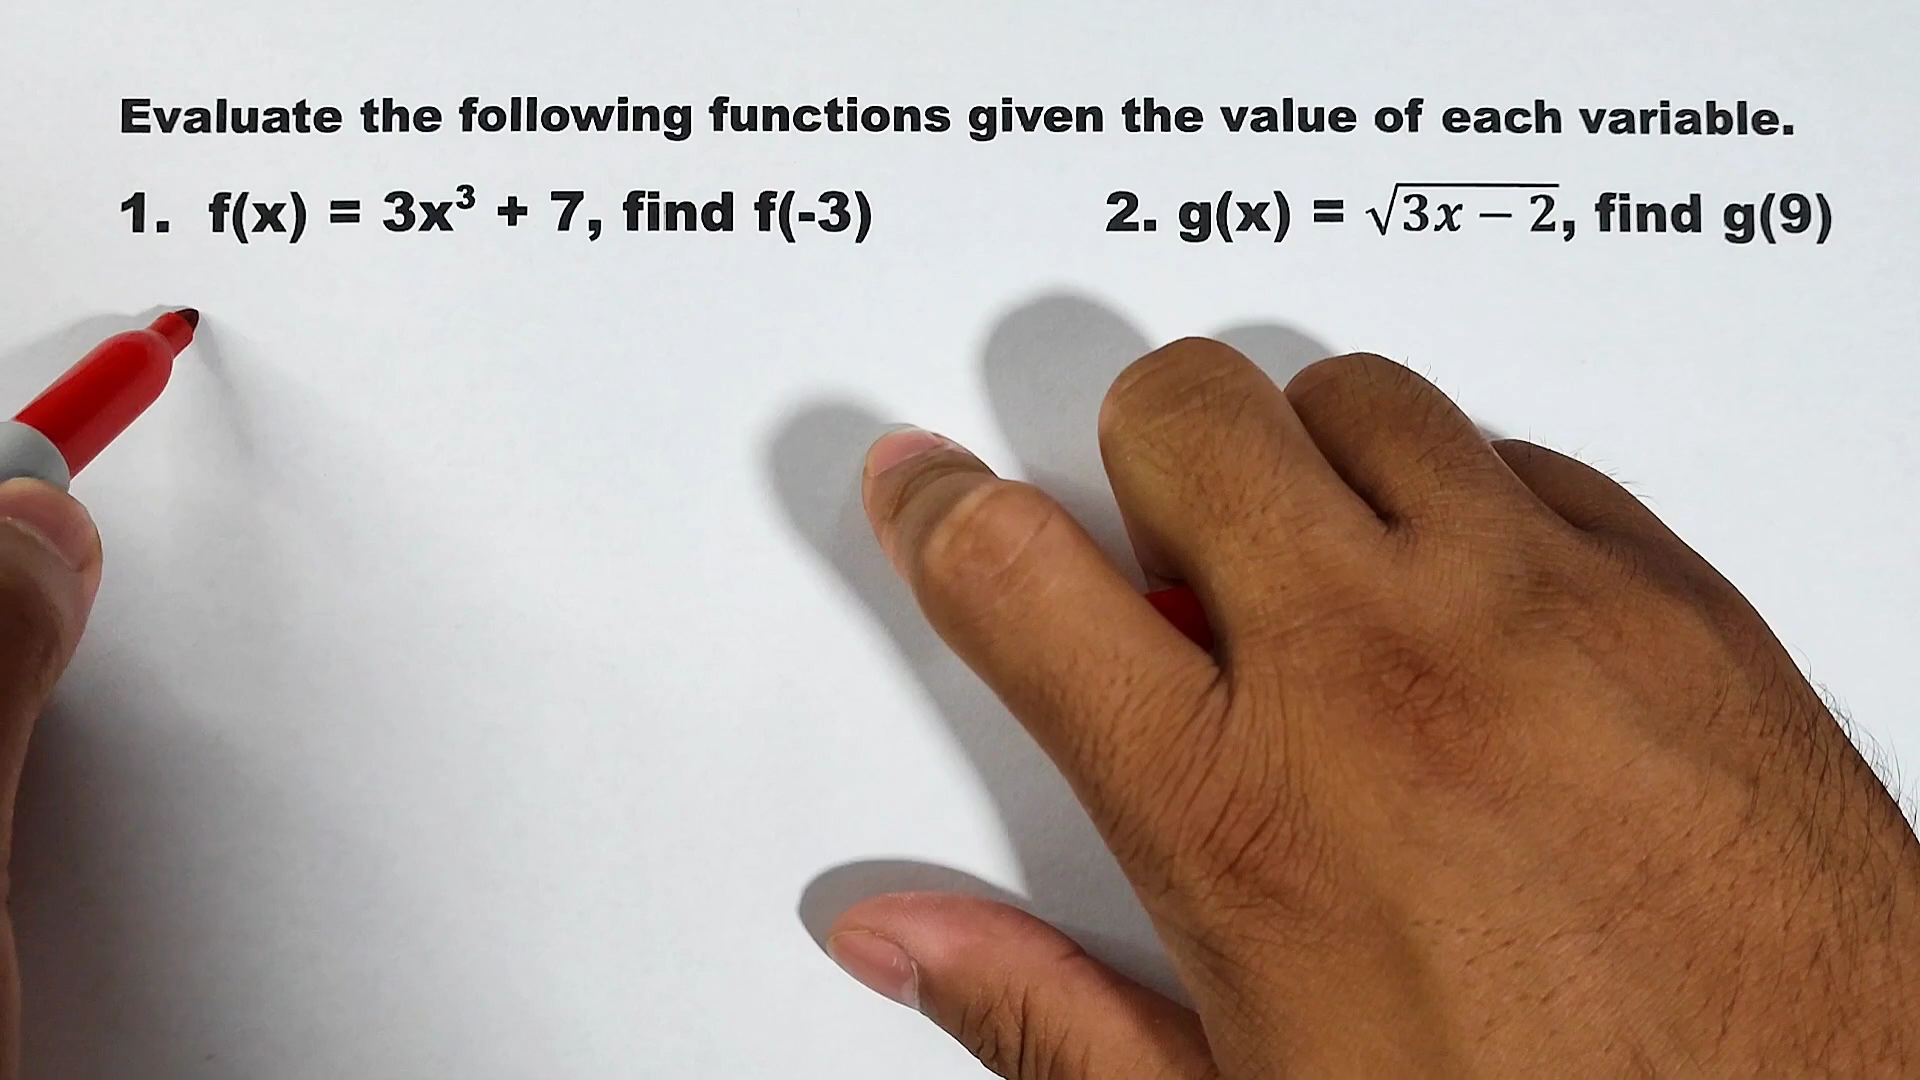 Evaluate the following functions given the value of each variable.
1. f(x) = 3x³ + 7, find f(-3) 2. g(x) = √3x − 2, find g(9)